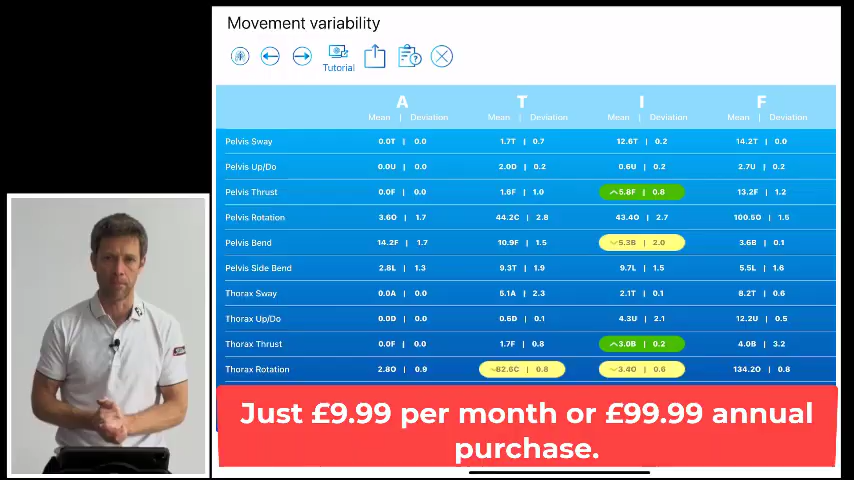 Movement variability
Tutorial
A T I F
Mean | Deviation Mean | Deviation Mean | Deviation Mean | Deviation
Pelvis Sway 0.0T | 0.0 1.7T | 0.7 12.6T | 0.2 14.2T | 0.0
Pelvis Up/Do 0.0U | 0.0 2.0D | 0.2 0.6U | 0.2 2.7U | 0.2
Pelvis Thrust 0.0F | 0.0 1.6F | 1.0 5.8F | 0.8 13.2F | 1.2
Pelvis Rotation 3.6O | 1.7 44.2C | 2.8 43.4O | 2.7 100.5O | 1.5
Pelvis Bend 14.2F | 1.7 10.9F | 1.5 5.3B | 2.0 3.6B | 0.1
Pelvis Side Bend 2.8L | 1.3 9.3T | 1.9 9.7L | 1.5 5.5L | 1.6
Thorax Sway 0.0A | 0.0 5.1A | 2.3 2.1T | 0.1 8.2T | 0.6
Thorax Up/Do 0.0D | 0.0 0.6D | 0.1 4.3U | 2.1 12.2U | 0.5
Thorax Thrust 0.0F | 0.0 1.7F | 0.8 3.0B | 0.2 4.0B | 3.2
Thorax Rotation 2.8O | 0.9 82.6C | 0.8 3.4O | 0.6 134.2O | 0.8
Just £9.99 per month or £99.99 annual
purchase.